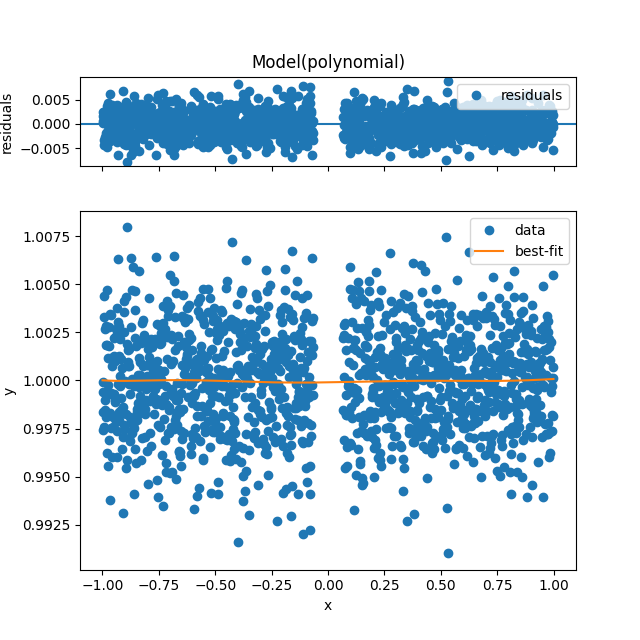 Model(polynomial)
residuals
0.005
0.000
−0.005
residuals
data
best-fit
y
1.0075
1.0050
1.0025
1.0000
0.9975
0.9950
0.9925
−1.00 −0.75 −0.50 −0.25 0.00 0.25 0.50 0.75 1.00
x